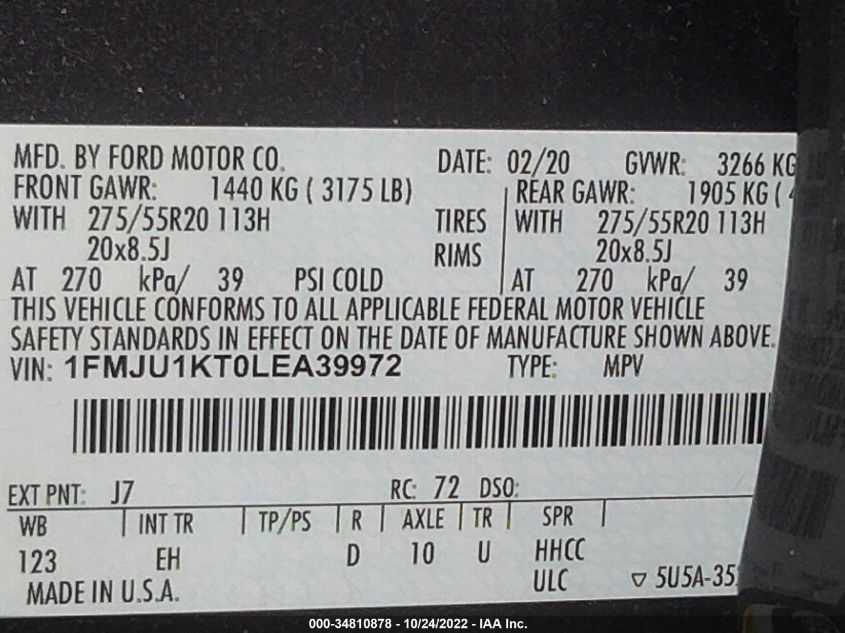 MFD. BY FORD MOTOR CO. DATE: 02/20 GVWR: 3266 KG
FRONT GAWR: 1440 KG ( 3175 LB) REAR GAWR: 1905 KG ( 4
WITH 275/55R20 113H TIRES WITH 275/55R20 113H
20x8.5J RIMS 20x8.5J
AT 270 kPa/ 39 PSI COLD AT 270 kPa/ 39
THIS VEHICLE CONFORMS TO ALL APPLICABLE FEDERAL MOTOR VEHICLE
SAFETY STANDARDS IN EFFECT ON THE DATE OF MANUFACTURE SHOWN ABOVE.
VIN: 1FMJU1KT0LEA39972 TYPE: MPV
EXT PNT: J7 RC: 72 DSO:
WB INT TR TP/PS R AXLE TR SPR
123 EH D 10 U HHCC
MADE IN U.S.A. ULC ▽ 5U5A-35
000-34810878 - 10/24/2022 - IAA Inc.